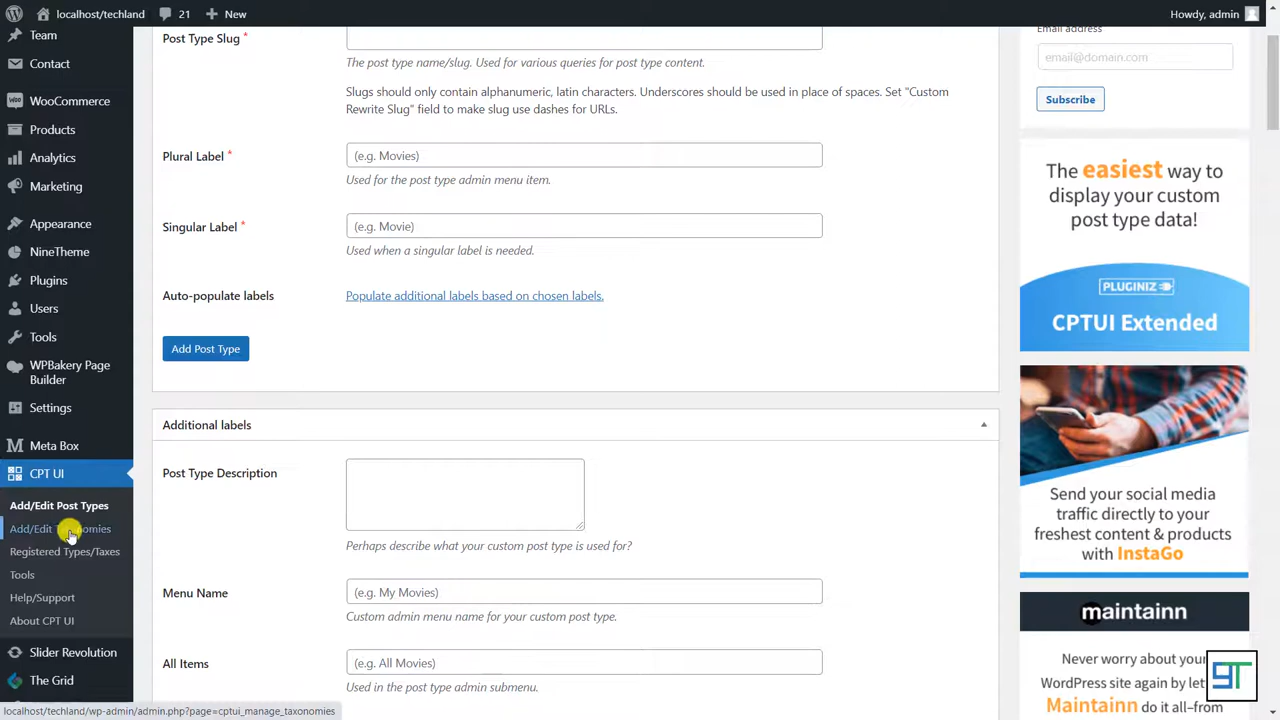 localhost/techland
21
New
Howdy, admin
Team
Contact
WooCommerce
Products
Analytics
Marketing
Appearance
NineTheme
Plugins
Users
Tools
WPBakery Page
Builder
Settings
Meta Box
CPT UI
Add/Edit Post Types
Add/Edit Taxonomies
Registered Types/Taxes
Tools
Help/Support
About CPT UI
Slider Revolution
The Grid
localhost/techland/wp-admin/admin.php?page=cptui_manage_taxonomies
Post Type Slug *
The post type name/slug. Used for various queries for post type content.
Slugs should only contain alphanumeric, latin characters. Underscores should be used in place of spaces. Set "Custom
Rewrite Slug" field to make slug use dashes for URLs.
Plural Label *
(e.g. Movies)
Used for the post type admin menu item.
Singular Label *
(e.g. Movie)
Used when a singular label is needed.
Auto-populate labels
Populate additional labels based on chosen labels.
Add Post Type
Additional labels
Post Type Description
Perhaps describe what your custom post type is used for?
Menu Name
(e.g. My Movies)
Custom admin menu name for your custom post type.
All Items
(e.g. All Movies)
Used in the post type admin submenu.
Email address
email@domain.com
Subscribe
The easiest way to
display your custom
post type data!
PLUGINIZ
CPTUI Extended
Send your social media
traffic directly to your
freshest content & products
with InstaGo
maintainn
Never worry about your
WordPress site again by let
Maintainn do it all–from